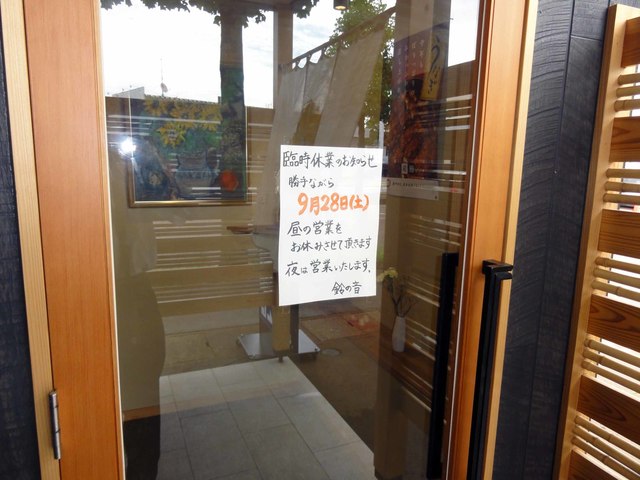 臨時休業のお知らせ
勝手ながら
9月28日(土)
昼の営業を
お休みさせて頂きます
夜は営業いたします。
鈴の音